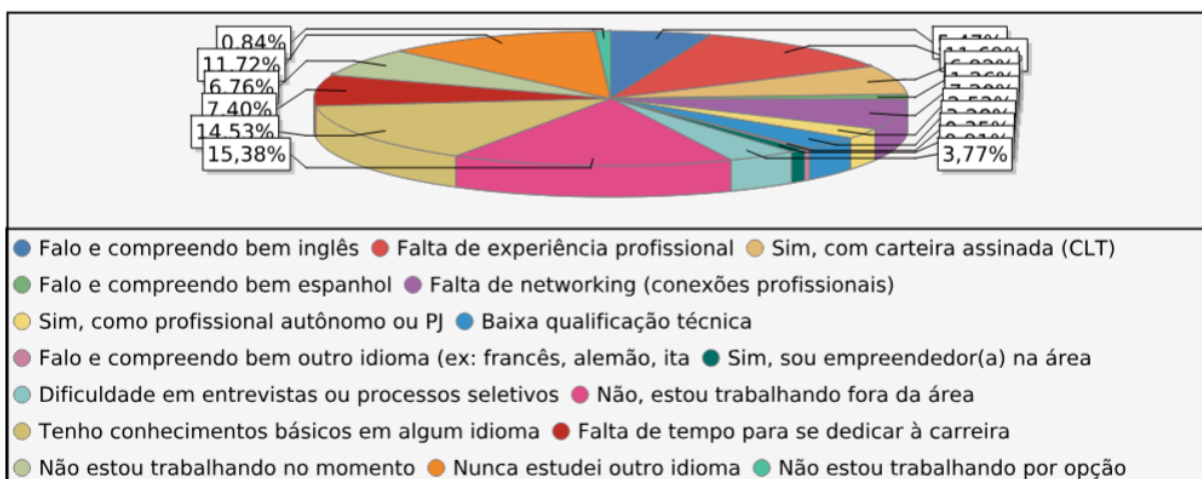 0.84%
11.72%
6.76%
7.40%
14.53%
15,38%
3,77%
Falo e compreendo bem inglês Falta de experiência profissional Sim, com carteira assinada (CLT)
Falo e compreendo bem espanhol Falta de networking (conexões profissionais)
Sim, como profissional autônomo ou PJ Baixa qualificação técnica
Falo e compreendo bem outro idioma (ex: francês, alemão, ita Sim, sou empreendedor(a) na área
Dificuldade em entrevistas ou processos seletivos Não, estou trabalhando fora da área
Tenho conhecimentos básicos em algum idioma Falta de tempo para se dedicar à carreira
Não estou trabalhando no momento Nunca estudei outro idioma Não estou trabalhando por opção